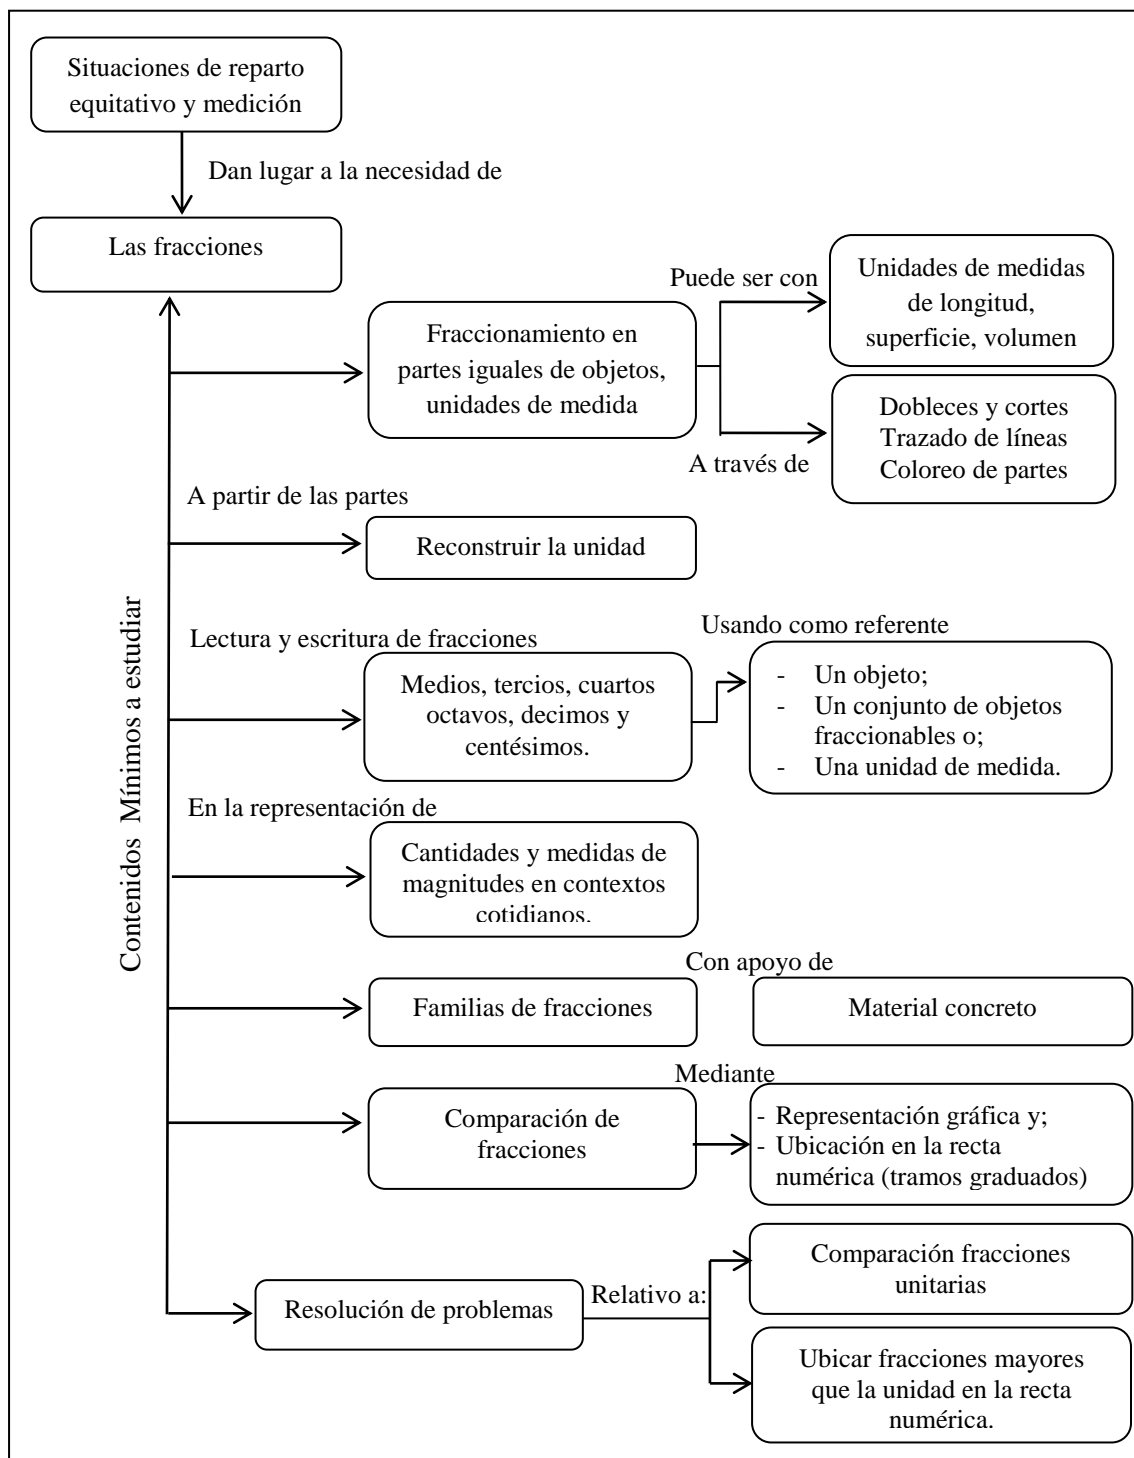 Situaciones de reparto
equitativo y medición
Dan lugar a la necesidad de
Las fracciones
Puede ser con
Unidades de medidas
de longitud,
superficie, volumen
Fraccionamiento en
partes iguales de objetos,
unidades de medida
Dobleces y cortes
Trazado de líneas
Coloreo de partes
A través de
A partir de las partes
Reconstruir la unidad
Contenidos Mínimos a estudiar
Lectura y escritura de fracciones
Usando como referente
Medios, tercios, cuartos
octavos, decimos y
centésimos.
- Un objeto;
- Un conjunto de objetos
fraccionables o;
- Una unidad de medida.
En la representación de
Cantidades y medidas de
magnitudes en contextos
cotidianos.
Con apoyo de
Familias de fracciones
Material concreto
Mediante
Comparación de
fracciones
- Representación gráfica y;
- Ubicación en la recta
numérica (tramos graduados)
Resolución de problemas
Relativo a:
Comparación fracciones
unitarias
Ubicar fracciones mayores
que la unidad en la recta
numérica.